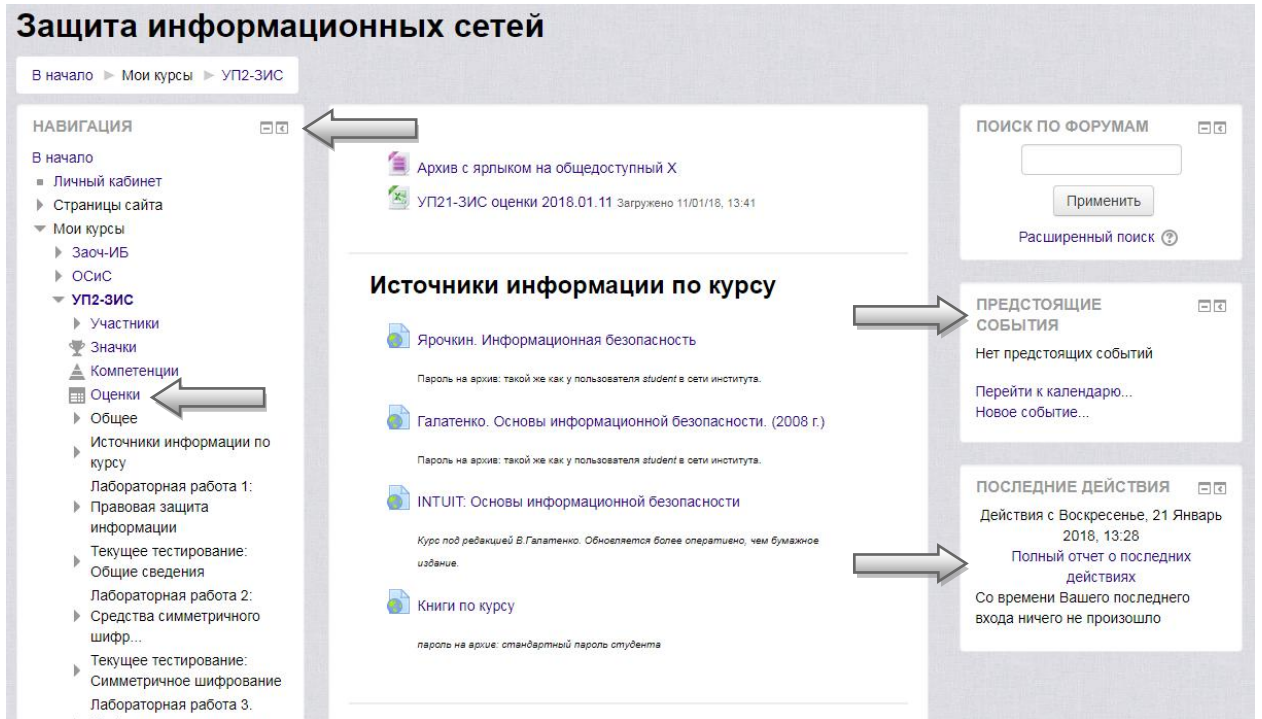 Защита информационных сетей
В начало
Мои курсы
УП2-ЗИС
НАВИГАЦИЯ
В начало
Личный кабинет
Страницы сайта
Мои курсы
Заоч-ИБ
ОСиС
УП2-ЗИС
Участники
Значки
Компетенции
Оценки
Общее
Источники информации по
курсу
Лабораторная работа 1:
Правовая защита
информации
Текущее тестирование:
Общие сведения
Лабораторная работа 2:
Средства симметричного
шифр...
Текущее тестирование:
Симметричное шифрование
Лабораторная работа 3.
Архив с ярлыком на общедоступный X
УП21-ЗИС оценки 2018.01.11 Загружено 11/01/18, 13:41
Источники информации по курсу
Ярочкин. Информационная безопасность
Пароль на архив: такой же как у пользователя student в сети института.
Галатенко. Основы информационной безопасности. (2008 г.)
Пароль на архив: такой же как у пользователя student в сети института.
INTUIT: Основы информационной безопасности
Курс под редакцией В.Галатенко. Обновляется более оперативно, чем бумажное
издание.
Книги по курсу
пароль на архив: стандартный пароль студента
ПОИСК ПО ФОРУМАМ
Применить
Расширенный поиск
ПРЕДСТОЯЩИЕ
СОБЫТИЯ
Нет предстоящих событий
Перейти к календарю...
Новое событие...
ПОСЛЕДНИЕ ДЕЙСТВИЯ
Действия с Воскресенье, 21 Январь
2018, 13:28
Полный отчет о последних
действиях
Со времени Вашего последнего
входа ничего не произошло